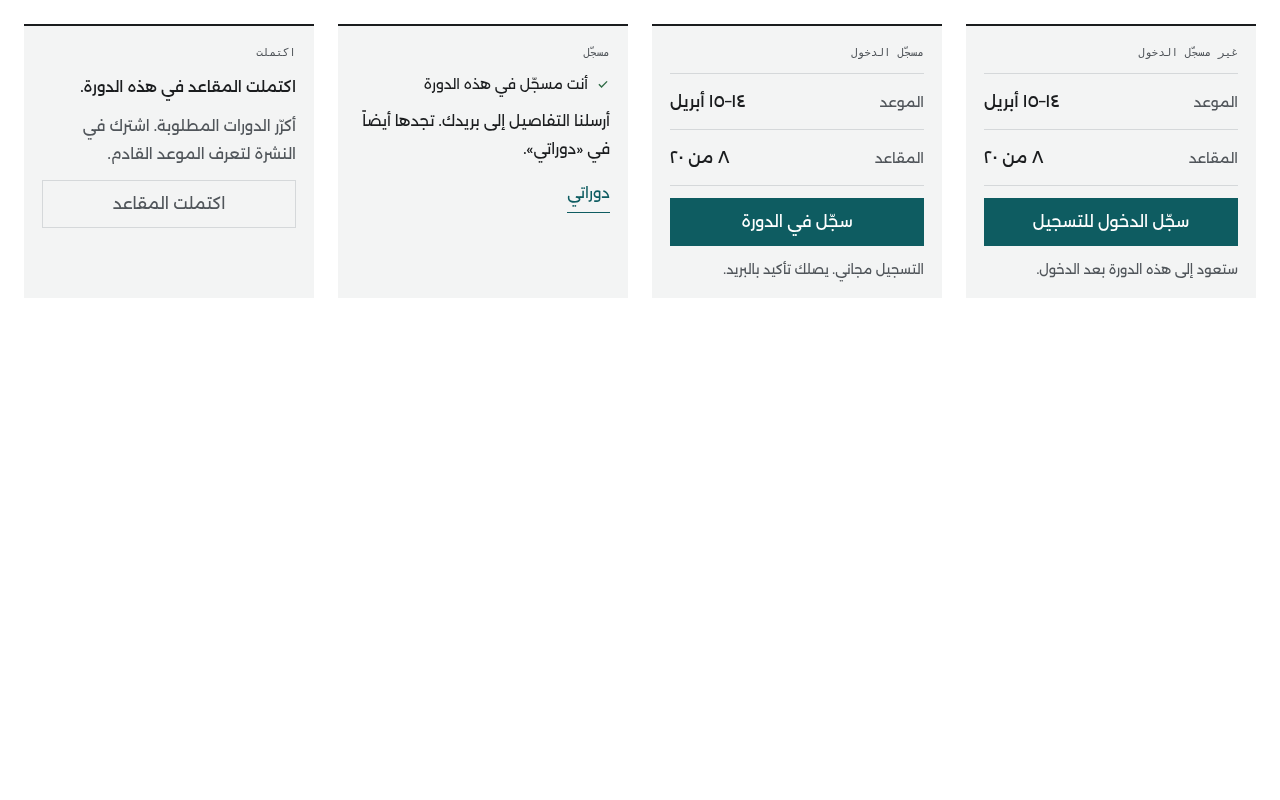 غير مسجّل الدخول
الموعد
١٤–١٥ أبريل
المقاعد
٨ من ٢٠
سجّل الدخول للتسجيل
ستعود إلى هذه الدورة بعد الدخول.
مسجّل الدخول
الموعد
١٤–١٥ أبريل
المقاعد
٨ من ٢٠
سجّل في الدورة
التسجيل مجاني. يصلك تأكيد بالبريد.
مسجّل
✓ أنت مسجّل في هذه الدورة
أرسلنا التفاصيل إلى بريدك. تجدها أيضاً
في «دوراتي».
دوراتي
اكتملت
اكتملت المقاعد في هذه الدورة.
أكرّر الدورات المطلوبة. اشترك في
النشرة لتعرف الموعد القادم.
اكتملت المقاعد